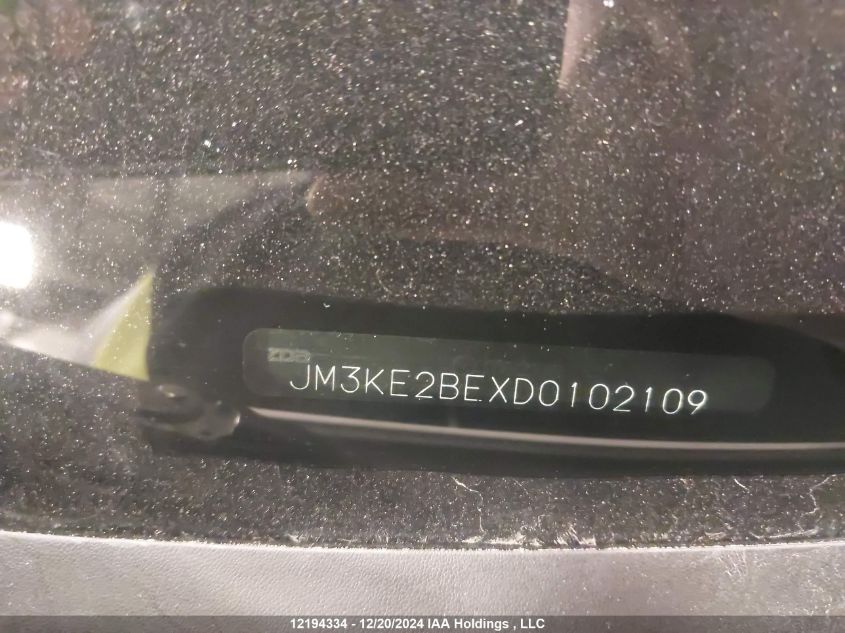 JM3KE2BEXD0102109
12194334 - 12/20/2024 IAA Holdings , LLC